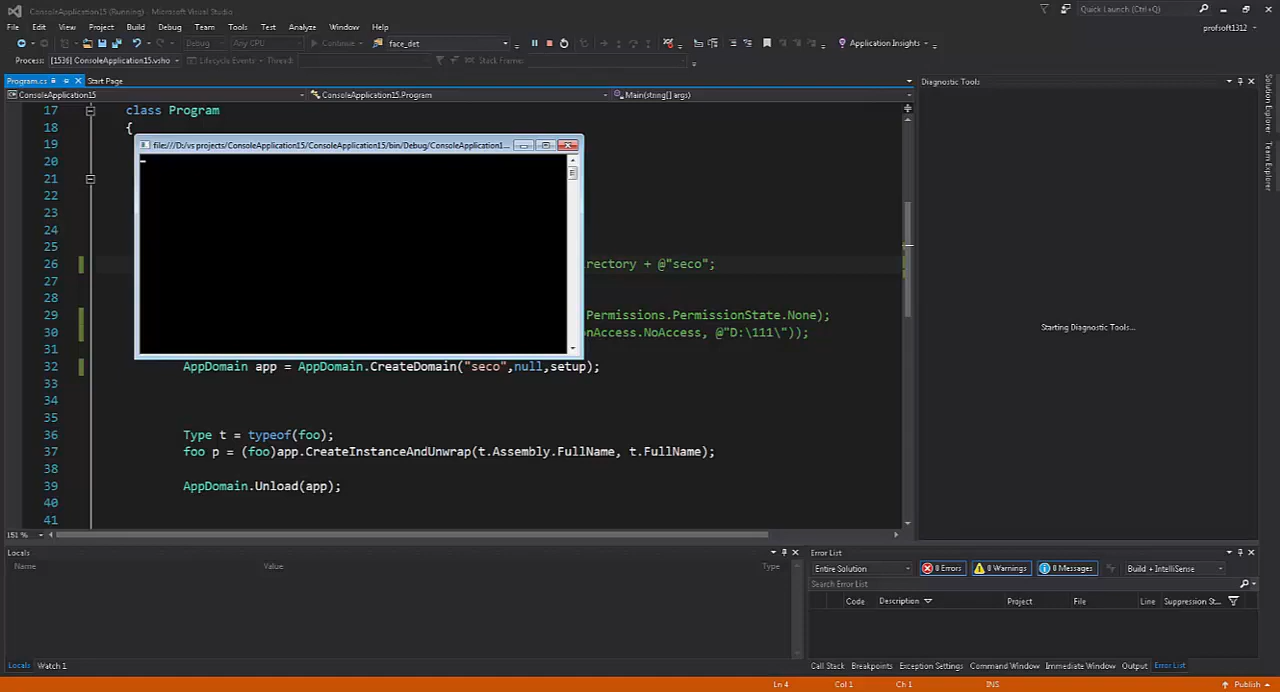 ConsoleApplication15 (Running) - Microsoft Visual Studio
Quick Launch (Ctrl+Q)
File Edit View Project Build Debug Team Tools Test Analyze Window Help
profsoft1312
Debug Any CPU Continue face_det Application Insights
Process: [1536] ConsoleApplication15.vsho Lifecycle Events Thread: Stack Frame:
Program.cs Start Page
Diagnostic Tools
ConsoleApplication15 ConsoleApplication15.Program Main(string[] args)
Solution Explorer
Team Explorer
17 class Program
18 {
19
file:///D:/vs projects/ConsoleApplication15/ConsoleApplication15/bin/Debug/ConsoleApplication1...
20
21
22
23
24
25
26 rectory + @"seco";
27
28
29 Permissions.PermissionState.None);
30 nAccess.NoAccess, @"D:\111\"));
31
32 AppDomain app = AppDomain.CreateDomain("seco",null,setup);
33
34
35
36 Type t = typeof(foo);
37 foo p = (foo)app.CreateInstanceAndUnwrap(t.Assembly.FullName, t.FullName);
38
39 AppDomain.Unload(app);
40
41
Starting Diagnostic Tools...
151 %
Locals
Name Value Type
Error List
Entire Solution 0 Errors 0 Warnings 0 Messages Build + IntelliSense
Search Error List
Code Description Project File Line Suppression St...
Locals Watch 1
Call Stack Breakpoints Exception Settings Command Window Immediate Window Output Error List
Ln 4 Col 1 Ch 1 INS Publish